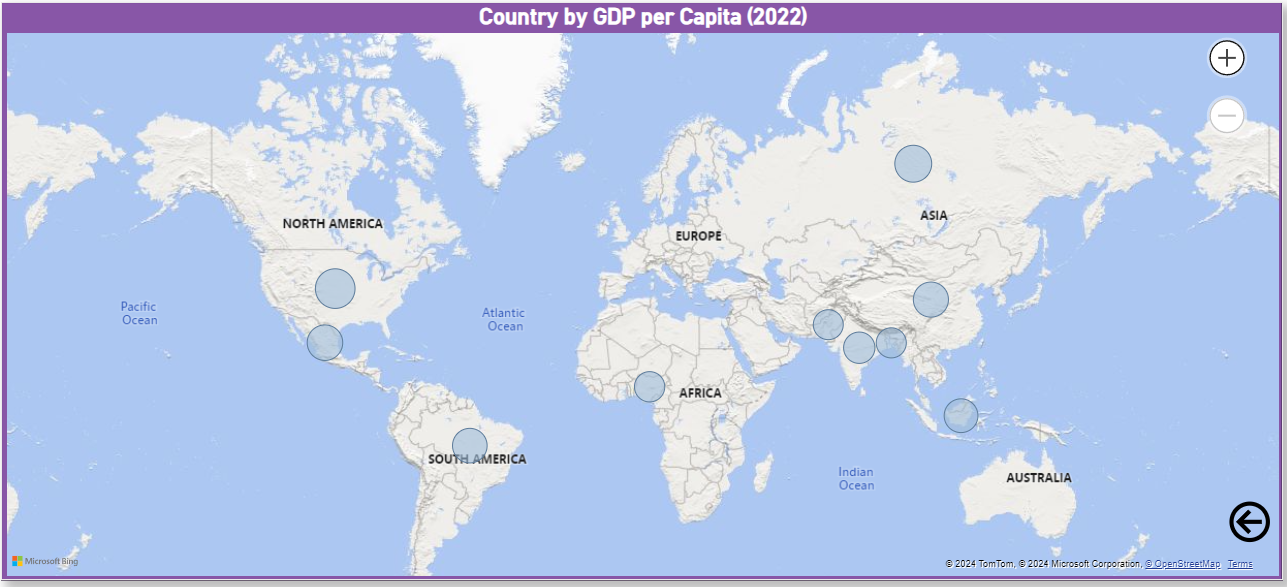 Country by GDP per Capita (2022)
ASIA
NORTH AMERICA
EUROPE
Pacific
Ocean
Atlantic
Ocean
AFRICA
SOUTH AMERICA
Indian
Ocean
AUSTRALIA
Microsoft Bing
© 2024 TomTom, © 2024 Microsoft Corporation, © OpenStreetMap Terms